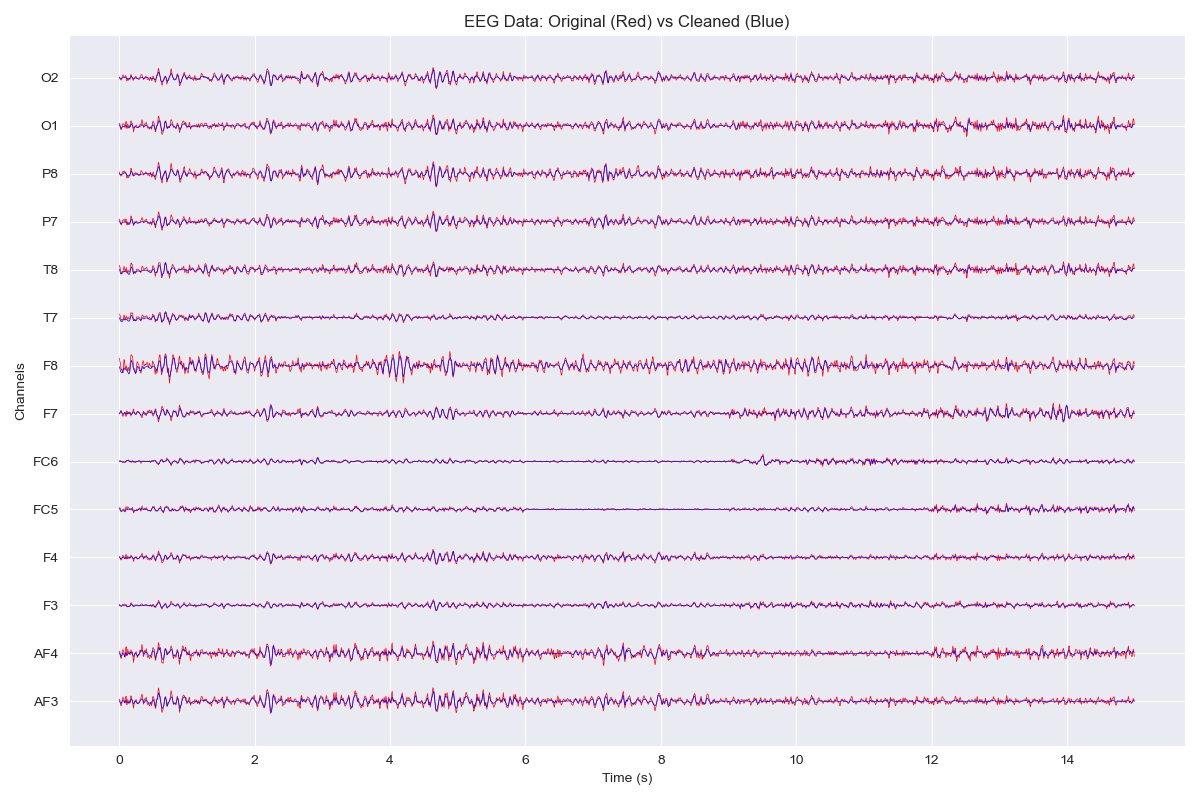 EEG Data: Original (Red) vs Cleaned (Blue)
O2
O1
P8
P7
T8
T7
F8
F7
FC6
FC5
F4
F3
AF4
AF3
Channels
0 2 4 6 8 10 12 14
Time (s)